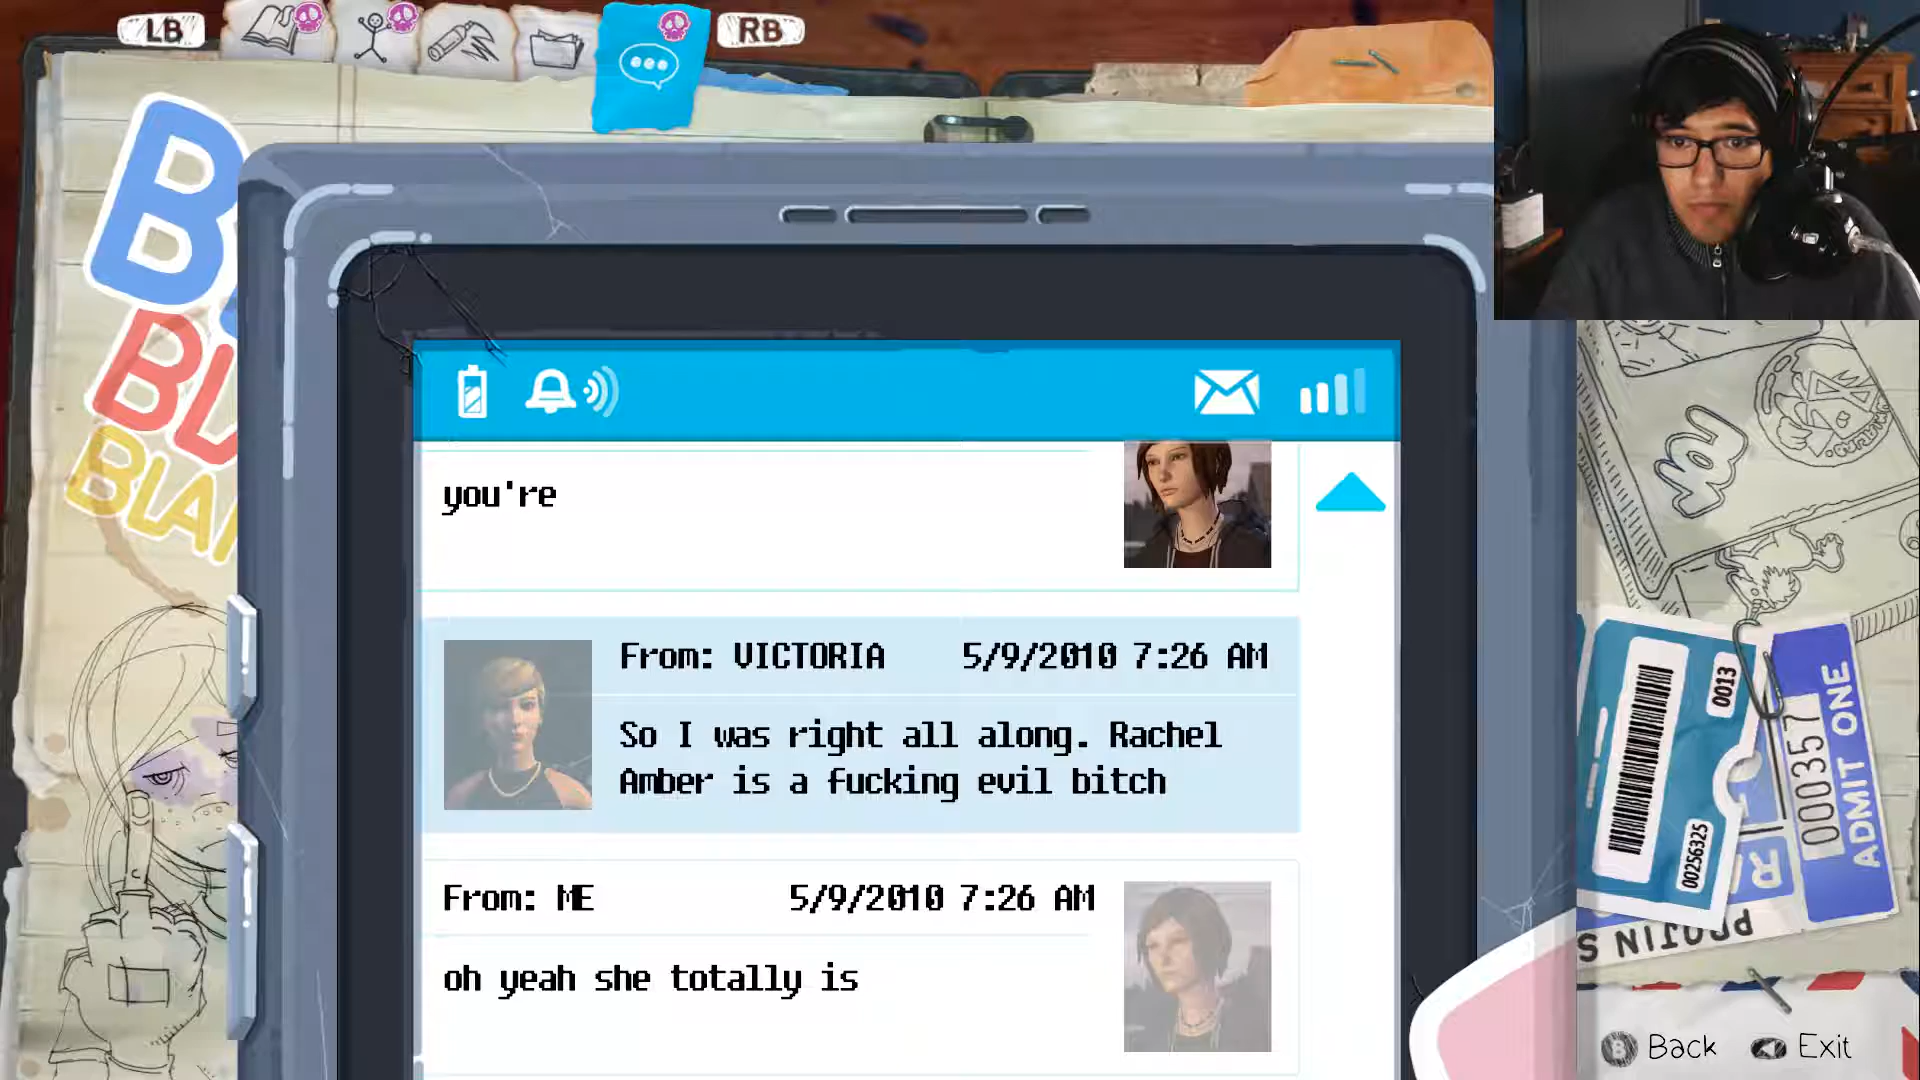 LB
RB
BL
BLAH
you're
From: VICTORIA 5/9/2010 7:26 AM
So I was right all along. Rachel
Amber is a fucking evil bitch
From: ME 5/9/2010 7:26 AM
oh yeah she totally is
0013
00256325
000357
ADMIT ONE
Back
Exit